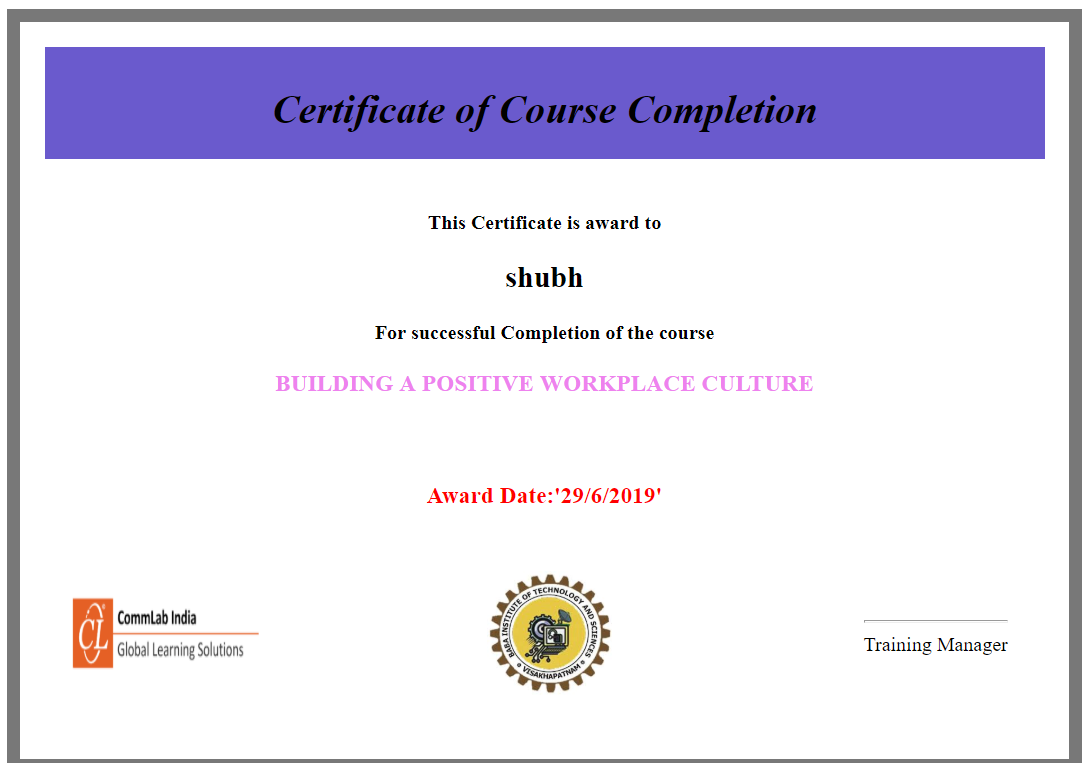 Certificate of Course Completion
This Certificate is award to
shubh
For successful Completion of the course
BUILDING A POSITIVE WORKPLACE CULTURE
Award Date:'29/6/2019'
CL
CommLab India
Global Learning Solutions
BABA INSTITUTE OF TECHNOLOGY AND SCIENCES
VISAKHAPATNAM
Training Manager